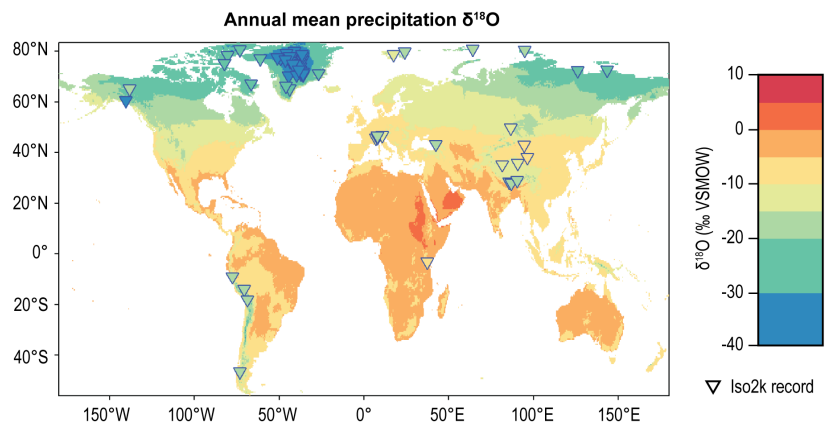 Annual mean precipitation δ¹⁸O
80°N
60°N
40°N
20°N
0°
20°S
40°S
150°W
100°W
50°W
0°
50°E
100°E
150°E
10
0
-10
-20
-30
-40
δ¹⁸O (‰ VSMOW)
Iso2k record